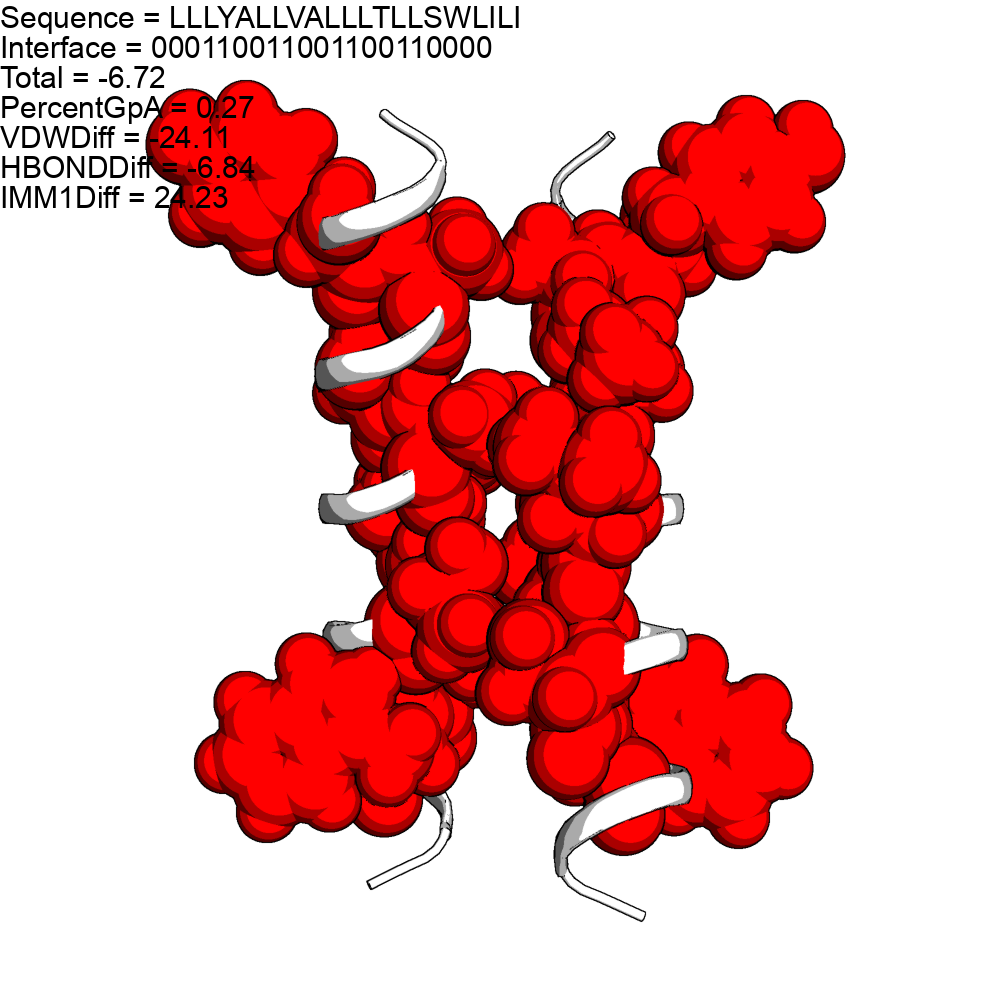 Sequence = LLLYALLVALLLTLLSWLILI
Interface = 000110011001100110000
Total = -6.72
PercentGpA = 0.27
VDWDiff = -24.11
HBONDDiff = -6.84
IMM1Diff = 24.23